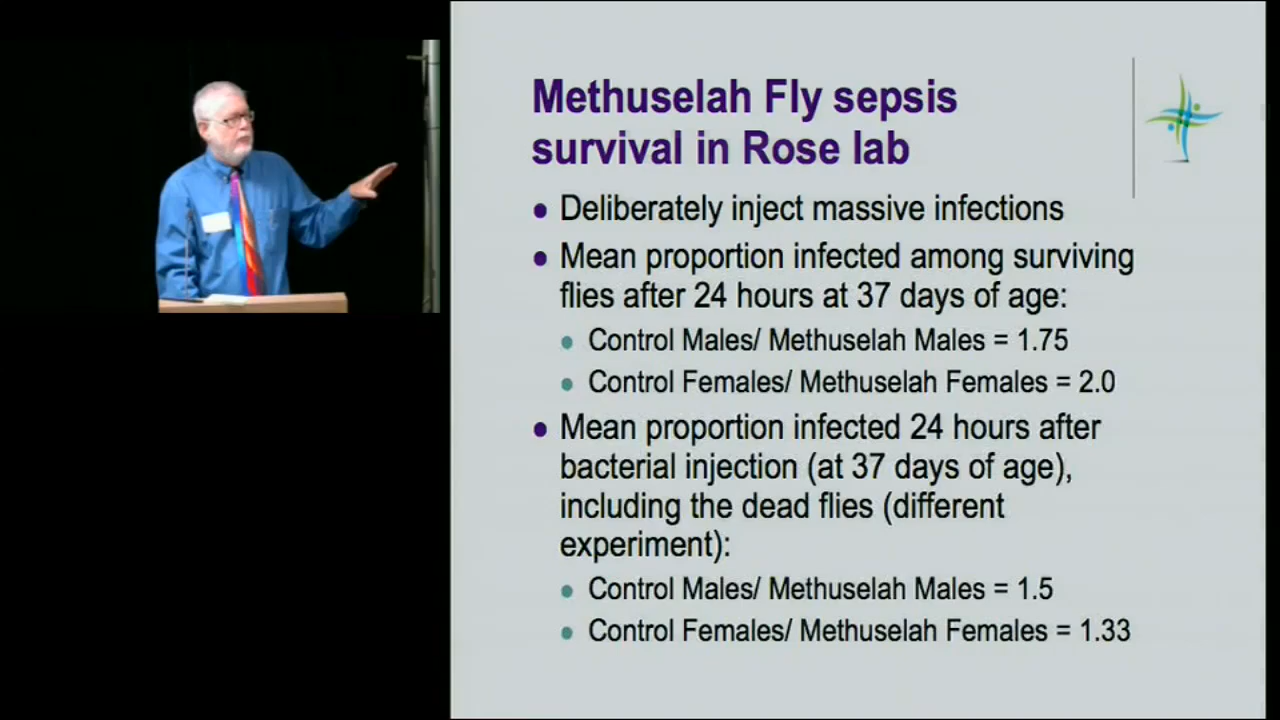 Methuselah Fly sepsis
survival in Rose lab
• Deliberately inject massive infections
• Mean proportion infected among surviving
flies after 24 hours at 37 days of age:
• Control Males/ Methuselah Males = 1.75
• Control Females/ Methuselah Females = 2.0
• Mean proportion infected 24 hours after
bacterial injection (at 37 days of age),
including the dead flies (different
experiment):
• Control Males/ Methuselah Males = 1.5
• Control Females/ Methuselah Females = 1.33